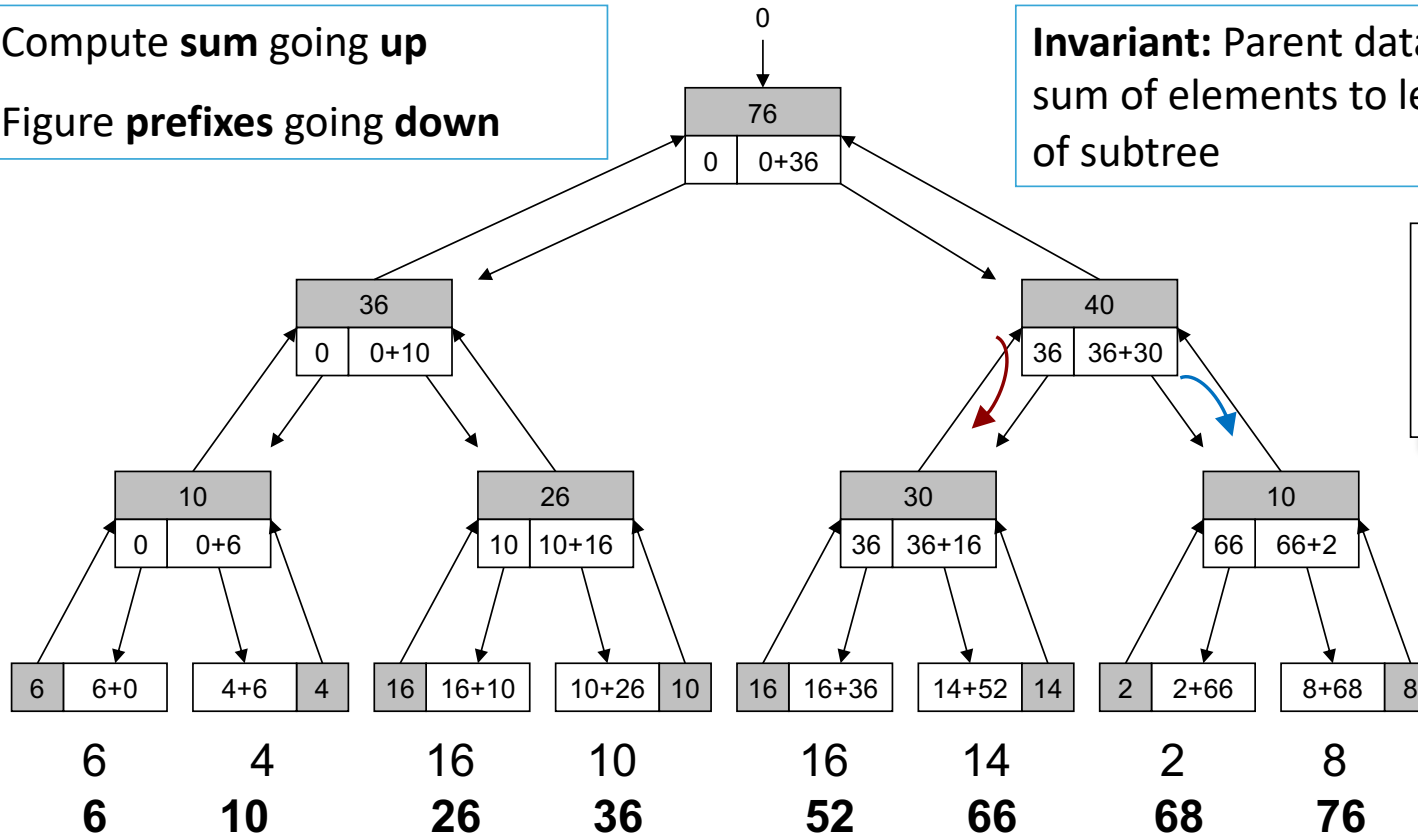 Compute sum going up
Figure prefixes going down
0
Invariant: Parent data
sum of elements to le
of subtree
76
0 0+36
36
0 0+10
40
36 36+30
10
0 0+6
26
10 10+16
30
36 36+16
10
66 66+2
6 6+0 4+6 4 16 16+10 10+26 10 16 16+36 14+52 14 2 2+66 8+68 8
6 4 16 10 16 14 2 8
6 10 26 36 52 66 68 76